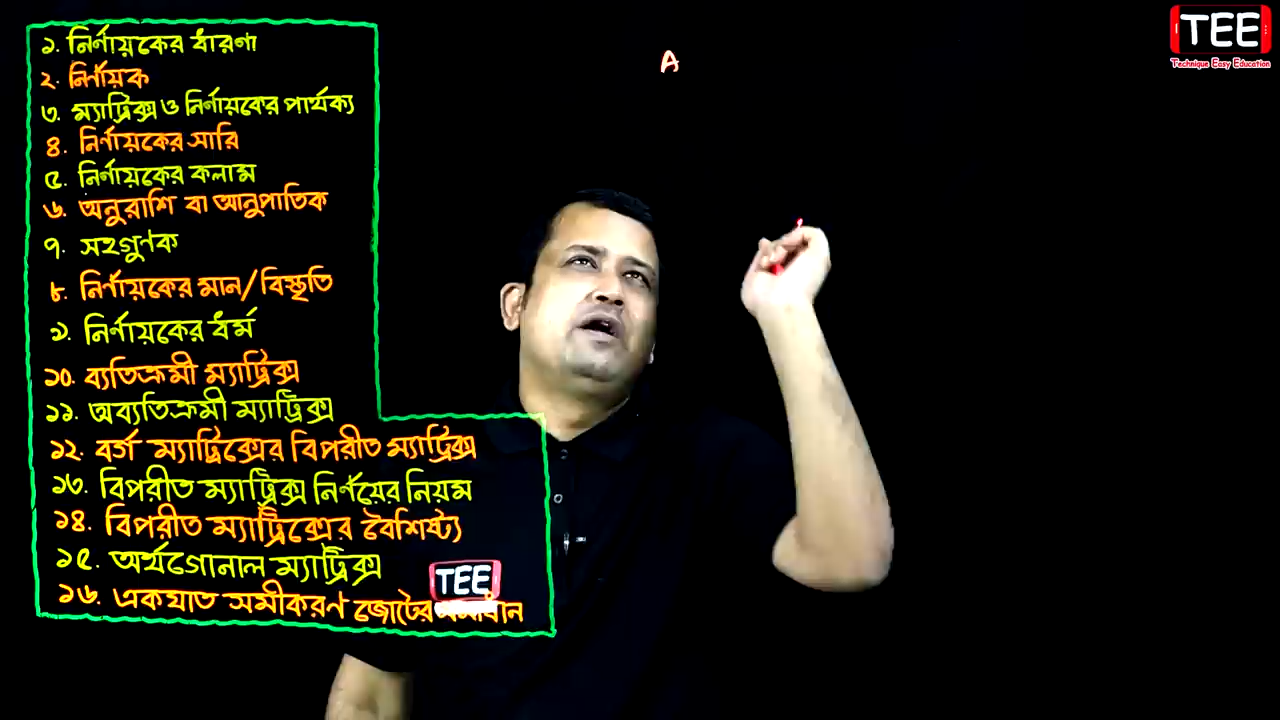 ১. নির্ণায়কের ধারণা
২. নির্ণায়ক
৩. ম্যাট্রিক্স ও নির্ণায়কের পার্থক্য
৪. নির্ণায়কের সারি
৫. নির্ণায়কের কলাম
৬. অনুরাশি বা আনুপাতিক
৭. সহগুণক
৮. নির্ণায়কের মান/বিস্তৃতি
৯. নির্ণায়কের ধর্ম
১০. ব্যতিক্রমী ম্যাট্রিক্স
১১. অব্যতিক্রমী ম্যাট্রিক্স
১২. বর্গ ম্যাট্রিক্সের বিপরীত ম্যাট্রিক্স
১৩. বিপরীত ম্যাট্রিক্স নির্ণয়ের নিয়ম
১৪. বিপরীত ম্যাট্রিক্সের বৈশিষ্ট্য
১৫. অর্থগোনাল ম্যাট্রিক্স
১৬. একঘাত সমীকরণ জোটের
A
TEE
Technique Easy Education
TEE